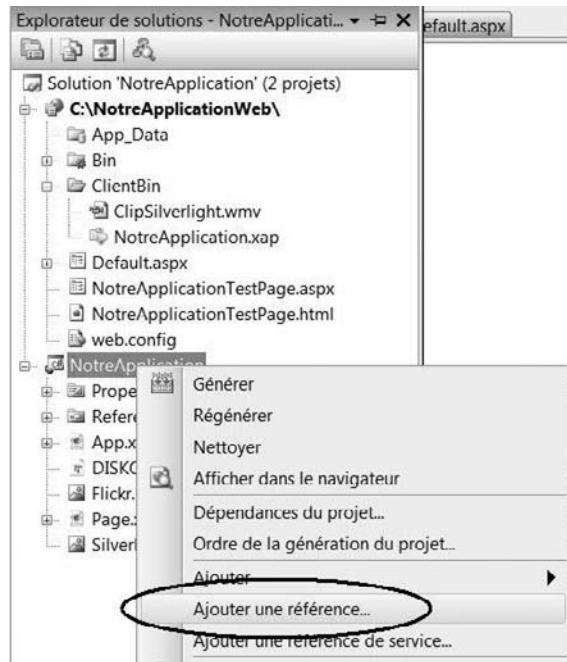 Explorateur de solutions - NotreApplicati...
efault.aspx
Solution 'NotreApplication' (2 projets)
C:\NotreApplicationWeb\
App_Data
Bin
ClientBin
ClipSilverlight.wmv
NotreApplication.xap
Default.aspx
NotreApplicationTestPage.aspx
NotreApplicationTestPage.html
web.config
NotreApplication
Prope
Refere
App.x
DISKO
Flickr.
Page.
Silverl
Générer
Régénérer
Nettoyer
Afficher dans le navigateur
Dépendances du projet...
Ordre de la génération du projet...
Ajouter
Ajouter une référence...
Ajouter une référence de service...